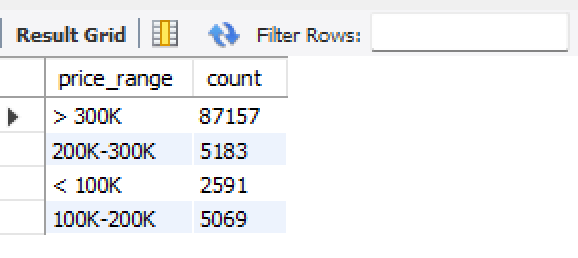 Result Grid Filter Rows:
price_range count
> 300K 87157
200K-300K 5183
< 100K 2591
100K-200K 5069